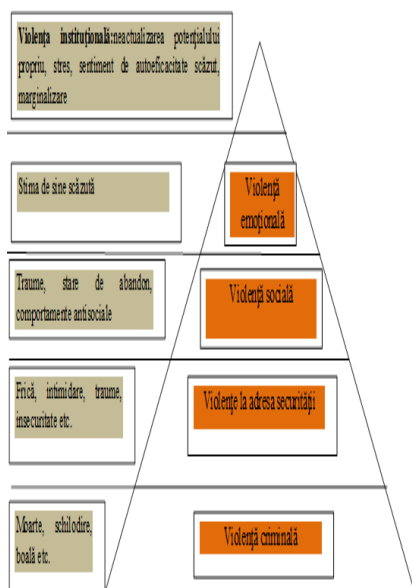 Violența instituțională:neactualizarea potențialului
propriu, stres, sentiment de autoeficacitate scăzut,
marginalizare
Stima de sine scăzută
Violență
emoțională
Traume, stare de abandon,
comportamente antisociale
Violență socială
Frică, intimidare, traume,
insecuritate etc.
Violențe la adresa securității
Moarte, schilodire,
boală etc.
Violență criminală